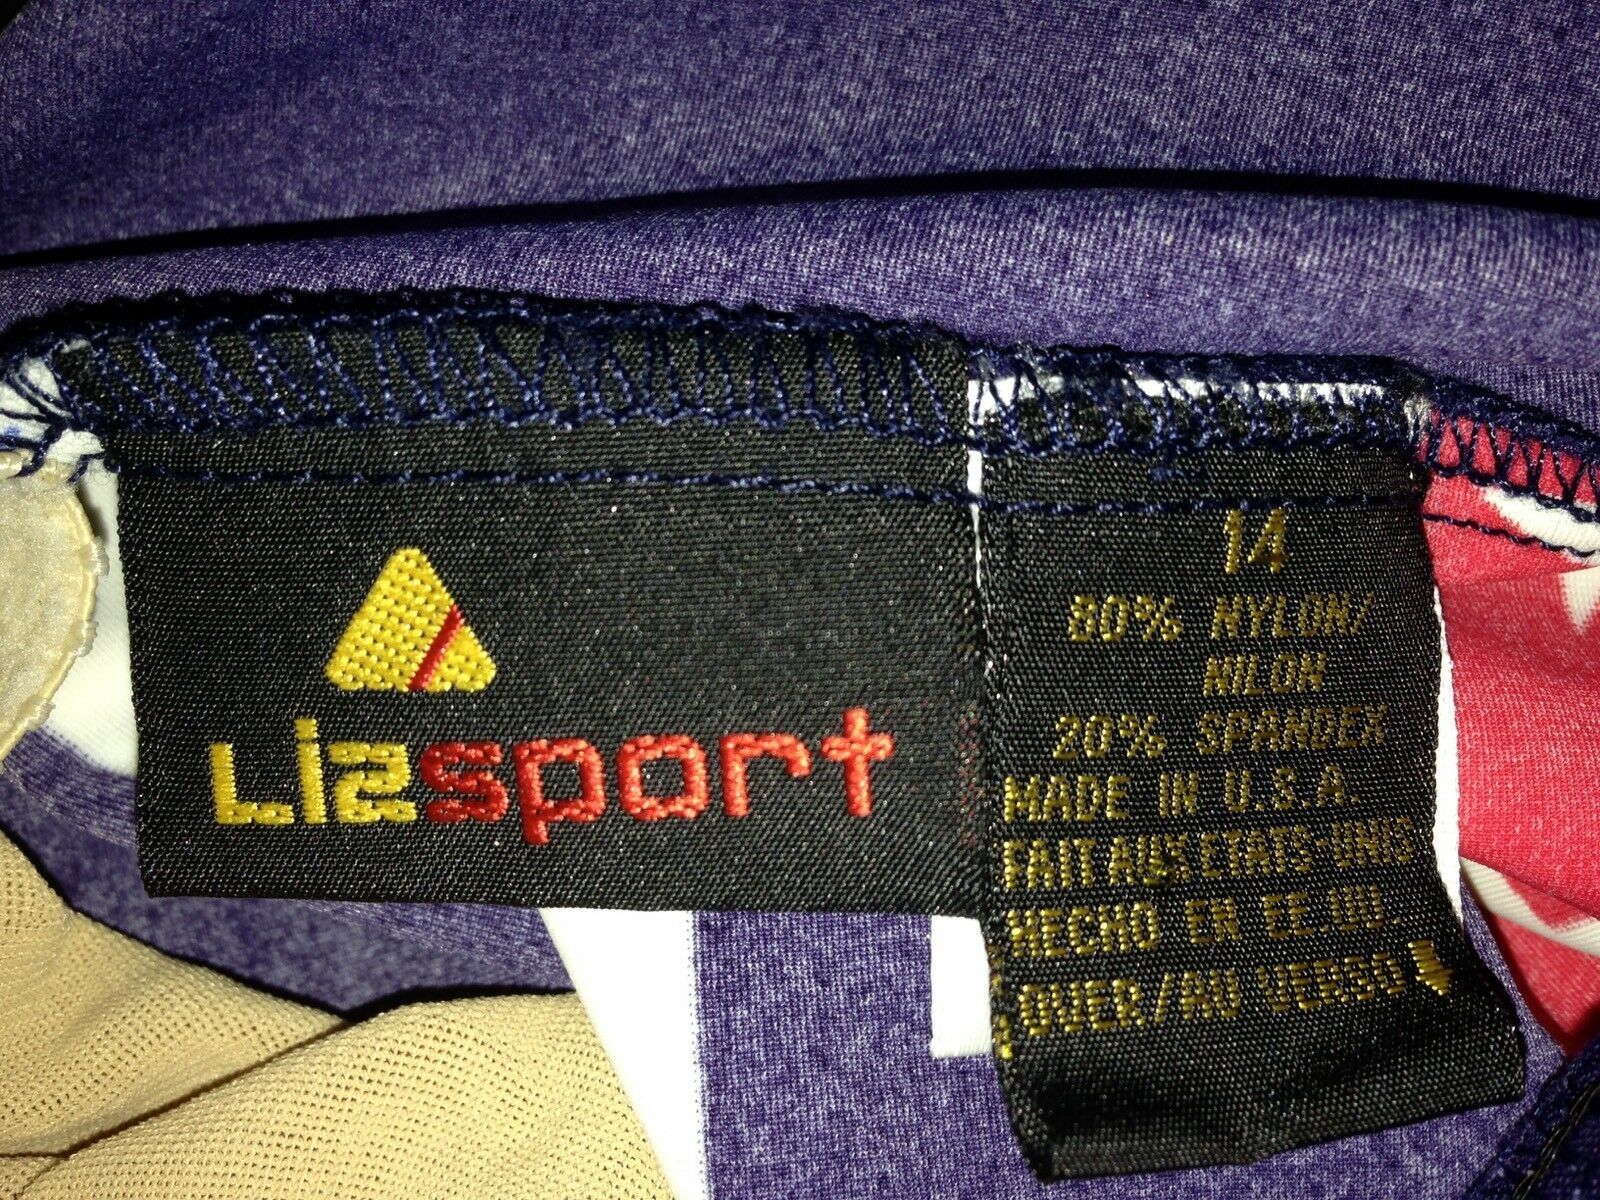 Lizsport
14
80% NYLON/
NILON
20% SPANDEX
MADE IN U.S.A.
FAIT AUX ETATS-UNIS
HECHO EN EE.UU.
OVER/AU VERSO